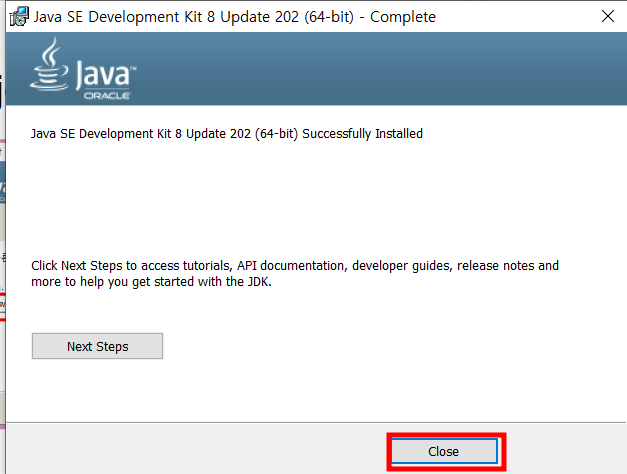 Java SE Development Kit 8 Update 202 (64-bit) - Complete
Java™
ORACLE
Java SE Development Kit 8 Update 202 (64-bit) Successfully Installed
Click Next Steps to access tutorials, API documentation, developer guides, release notes and
more to help you get started with the JDK.
Next Steps
Close